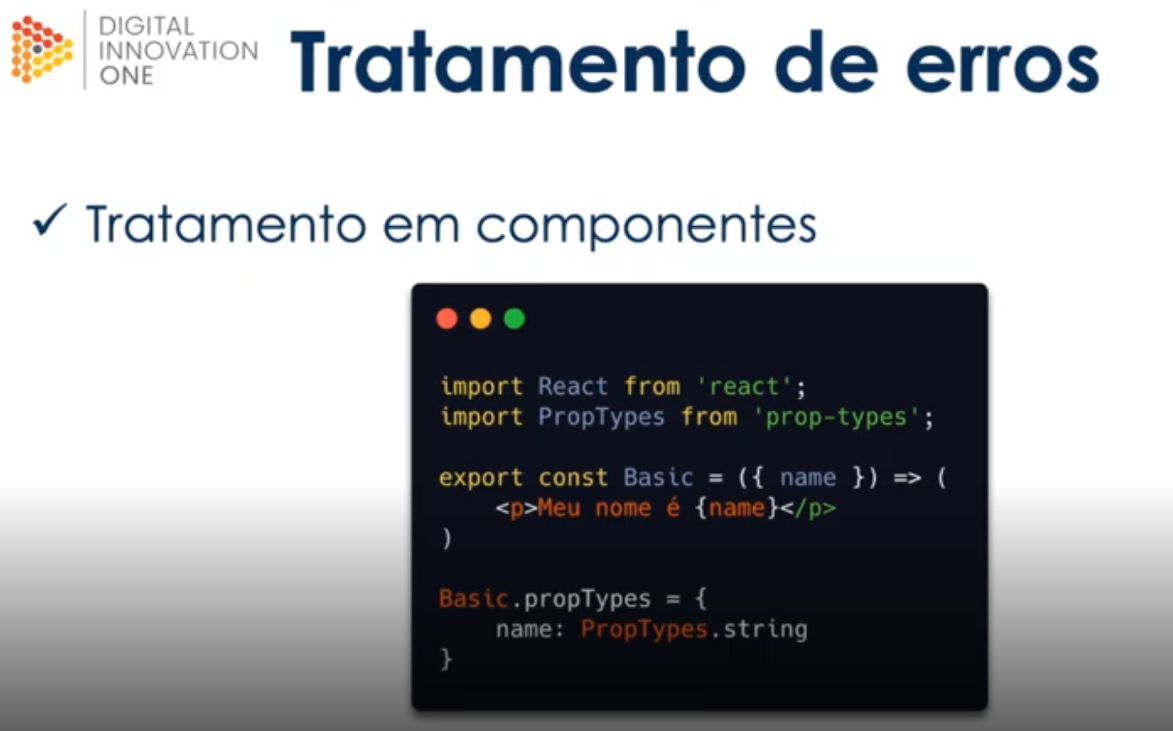 DIGITAL
INNOVATION
ONE
Tratamento de erros
✓ Tratamento em componentes
import React from 'react';
import PropTypes from 'prop-types';
export const Basic = ({ name }) => (
    <p>Meu nome é {name}</p>
)
Basic.propTypes = {
    name: PropTypes.string
}